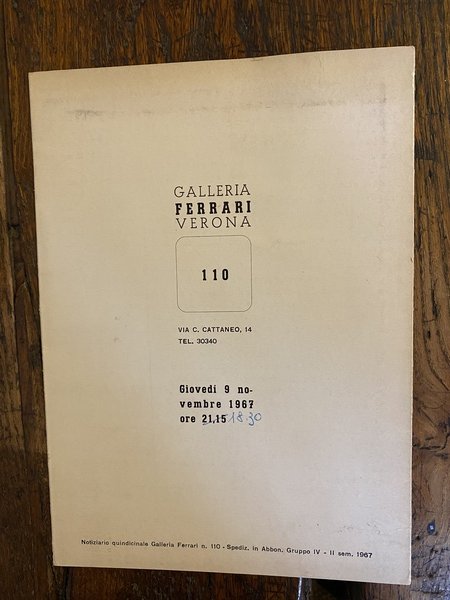 GALLERIA
FERRARI
VERONA
110
VIA C. CATTANEO, 14
TEL. 30340
Giovedì 9 no-
vembre 1967
ore 21,15 18.30
Notiziario quindicinale Galleria Ferrari n. 110 - Spediz. in Abbon. Gruppo IV - II sem. 1967